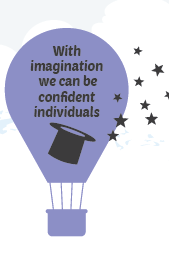 With
imagination
we can be
confident
individuals